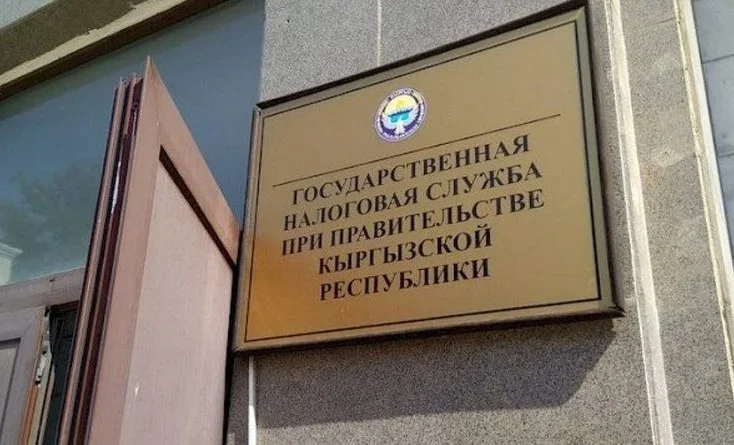 ГОСУДАРСТВЕННАЯ
НАЛОГОВАЯ СЛУЖБА
ПРИ ПРАВИТЕЛЬСТВЕ
КЫРГЫЗСКОЙ
РЕСПУБЛИКИ